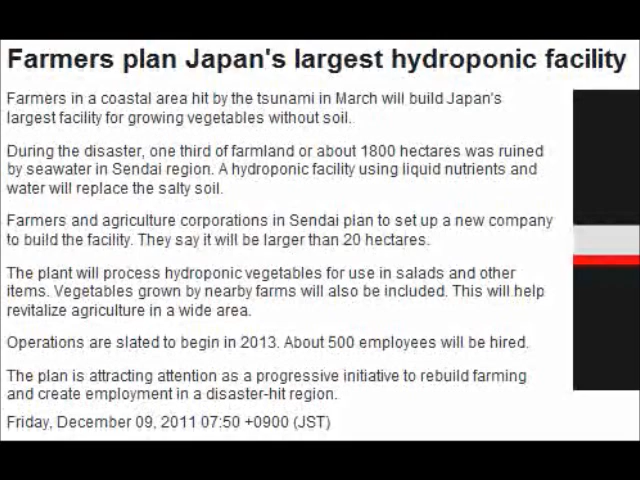 Farmers plan Japan's largest hydroponic facility
Farmers in a coastal area hit by the tsunami in March will build Japan's
largest facility for growing vegetables without soil.
During the disaster, one third of farmland or about 1800 hectares was ruined
by seawater in Sendai region. A hydroponic facility using liquid nutrients and
water will replace the salty soil.
Farmers and agriculture corporations in Sendai plan to set up a new company
to build the facility. They say it will be larger than 20 hectares.
The plant will process hydroponic vegetables for use in salads and other
items. Vegetables grown by nearby farms will also be included. This will help
revitalize agriculture in a wide area.
Operations are slated to begin in 2013. About 500 employees will be hired.
The plan is attracting attention as a progressive initiative to rebuild farming
and create employment in a disaster-hit region.
Friday, December 09, 2011 07:50 +0900 (JST)